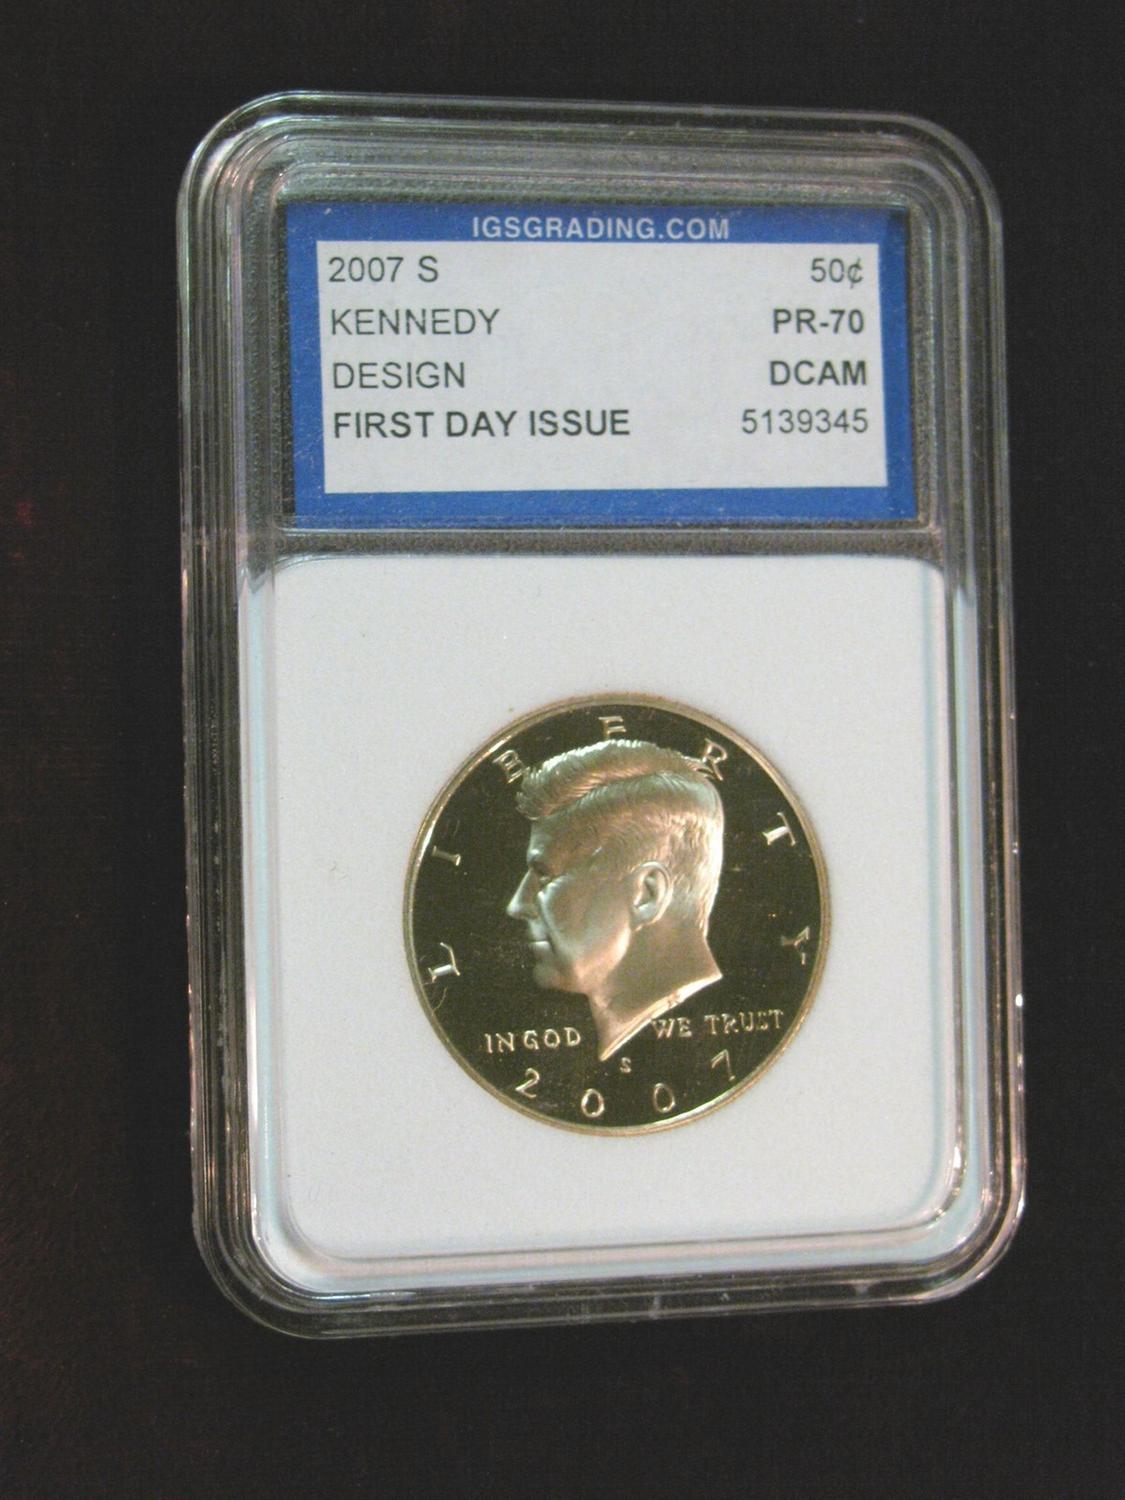 IGSGRADING.COM
2007 S 50¢
KENNEDY PR-70
DESIGN DCAM
FIRST DAY ISSUE 5139345
LIBERTY
IN GOD WE TRUST
S
2007